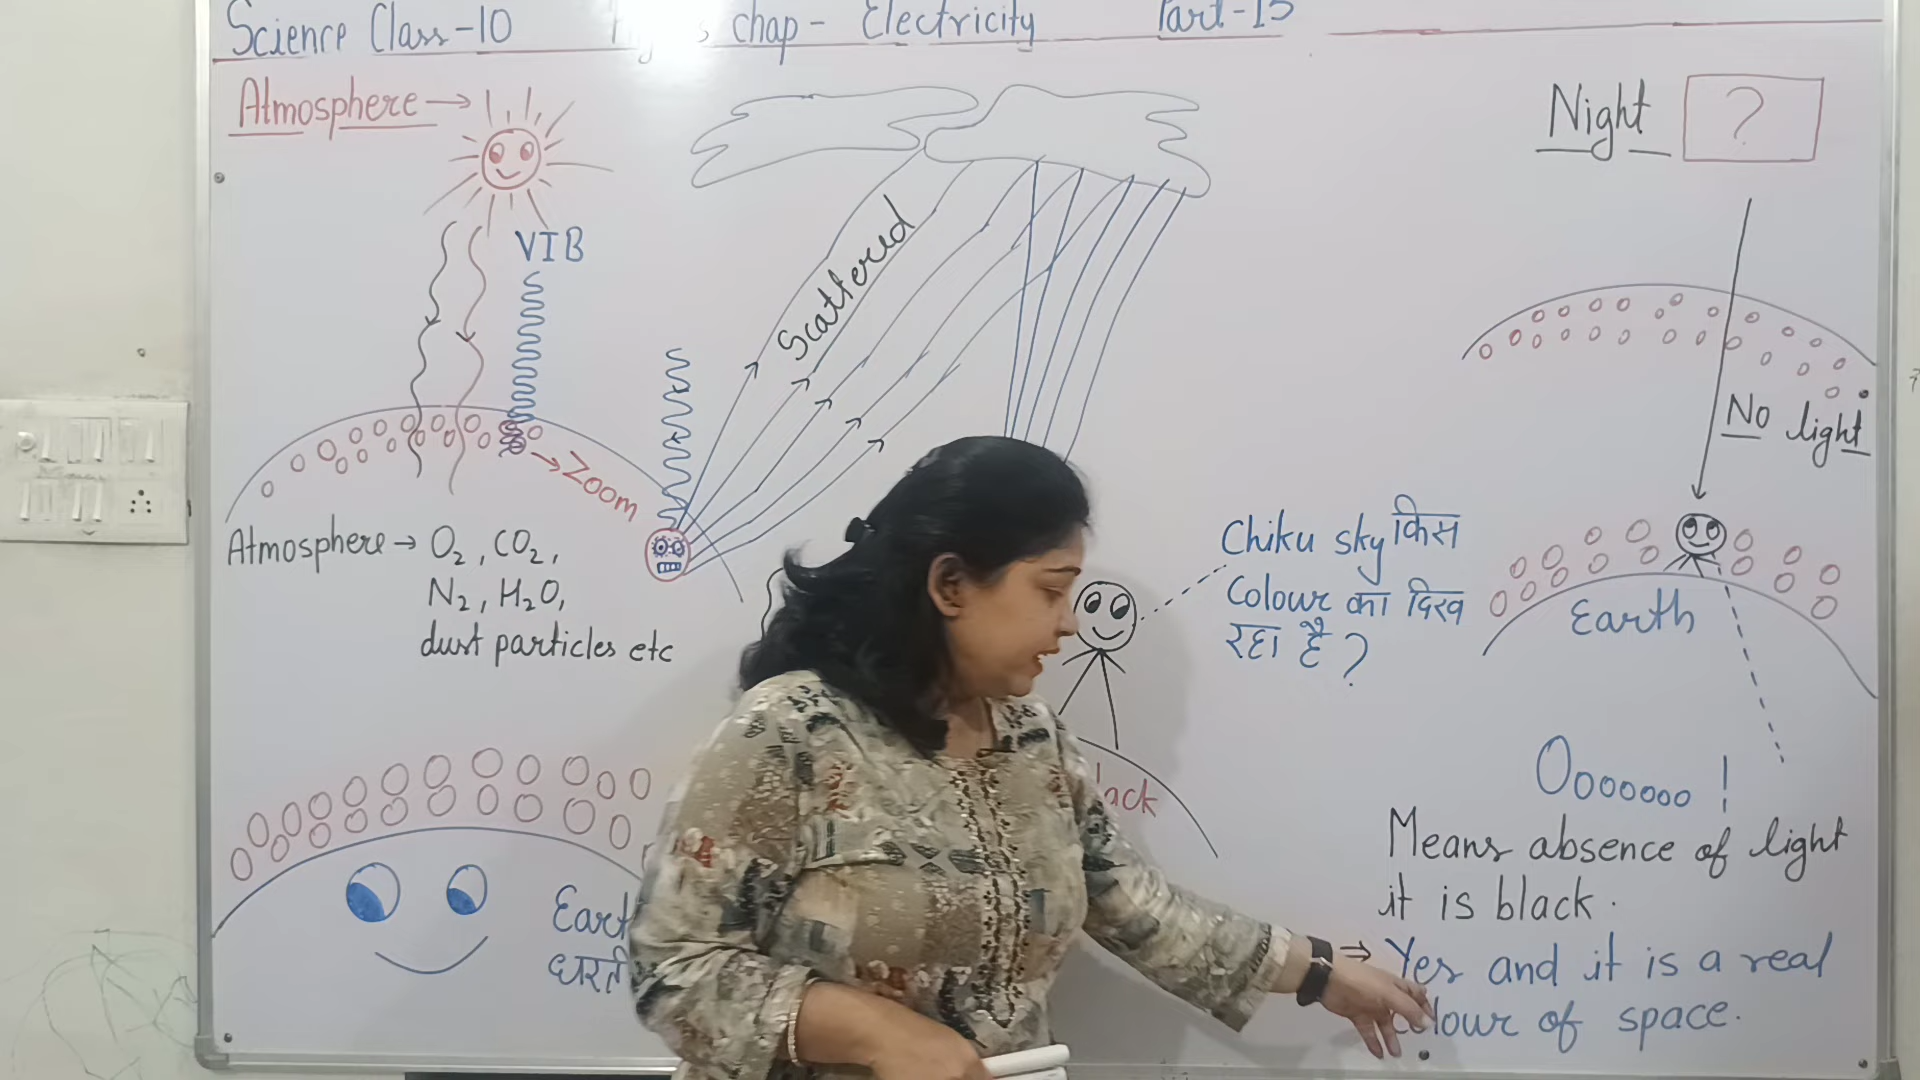 Science Class-10 chap- Electricity Part-15
Atmosphere →
VIB
Scattered
Zoom
Atmosphere → O₂, CO₂,
N₂, H₂O,
dust particles etc
Chiku sky किस
Colour का दिख
रहा है?
Night ?
No light
Earth
Ooooooo!
Means absence of light
it is black.
⇒ Yes and it is a real
colour of space.
धरती